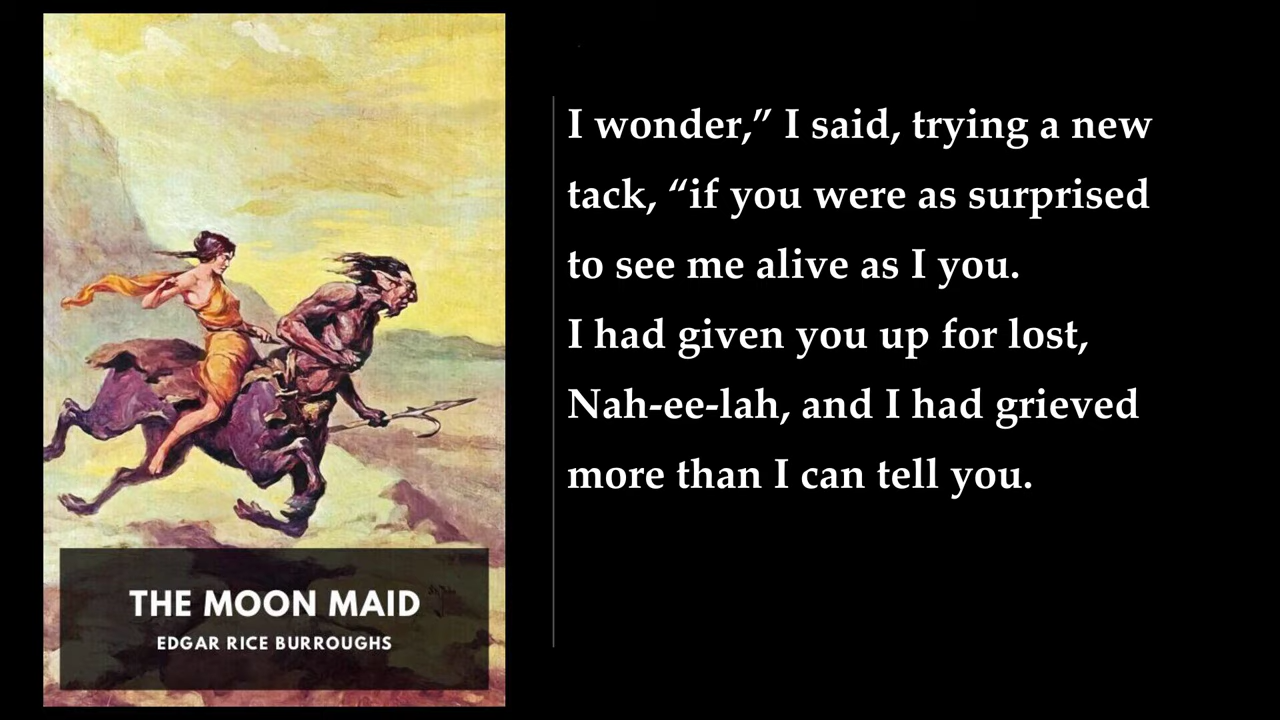 I wonder,” I said, trying a new
tack, “if you were as surprised
to see me alive as I you.
I had given you up for lost,
Nah-ee-lah, and I had grieved
more than I can tell you.
THE MOON MAID
EDGAR RICE BURROUGHS